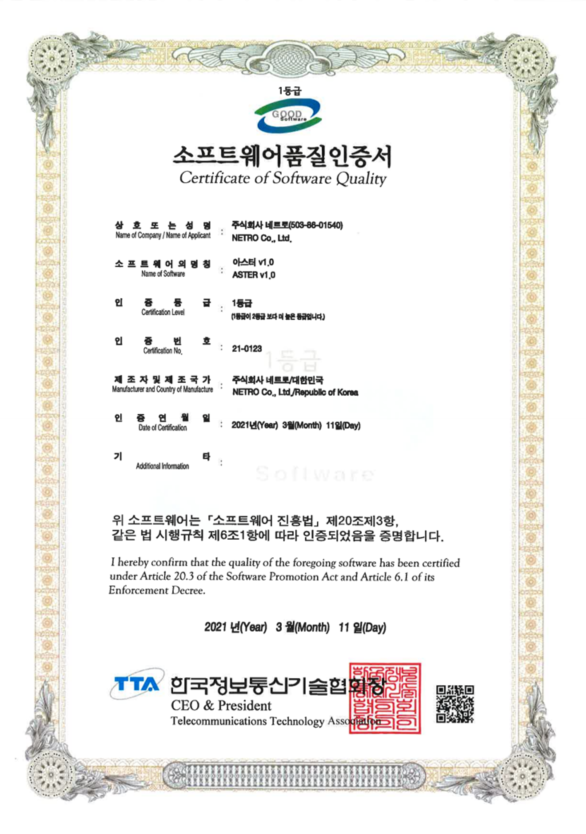 1등급
GOOD
Software
소프트웨어품질인증서
Certificate of Software Quality
상 호 또 는 성 명 : 주식회사 네트로(503-86-01540)
Name of Company / Name of Applicant NETRO Co., Ltd.
소 프 트 웨 어 의 명 칭 : 아스터 v1.0
Name of Software ASTER v1.0
인 증 등 급 : 1등급
Certification Level (1등급이 2등급 보다 더 높은 등급입니다.)
인 증 번 호 : 21-0123
Certification No.
1등급
제 조 자 및 제 조 국 가 : 주식회사 네트로/대한민국
Manufacturer and Country of Manufacture NETRO Co., Ltd./Republic of Korea
인 증 연 월 일 : 2021년(Year) 3월(Month) 11일(Day)
Date of Certification
기 타 :
Additional Information
Software
위 소프트웨어는 「소프트웨어 진흥법」 제20조제3항,
같은 법 시행규칙 제6조1항에 따라 인증되었음을 증명합니다.
I hereby confirm that the quality of the foregoing software has been certified
under Article 20.3 of the Software Promotion Act and Article 6.1 of its
Enforcement Decree.
2021 년(Year) 3 월(Month) 11 일(Day)
TTA 한국정보통신기술협회장
CEO & President
Telecommunications Technology Association